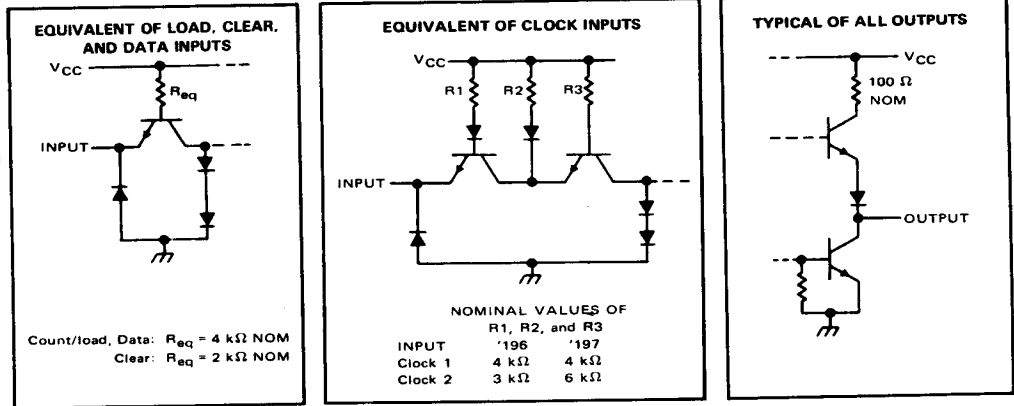 EQUIVALENT OF LOAD, CLEAR,
AND DATA INPUTS
VCC
Req
INPUT
Count/load, Data: Req = 4 kΩ NOM
Clear: Req = 2 kΩ NOM
EQUIVALENT OF CLOCK INPUTS
VCC
R1 R2 R3
INPUT
NOMINAL VALUES OF
R1, R2, and R3
INPUT '196 '197
Clock 1 4 kΩ 4 kΩ
Clock 2 3 kΩ 6 kΩ
TYPICAL OF ALL OUTPUTS
VCC
100 Ω
NOM
OUTPUT